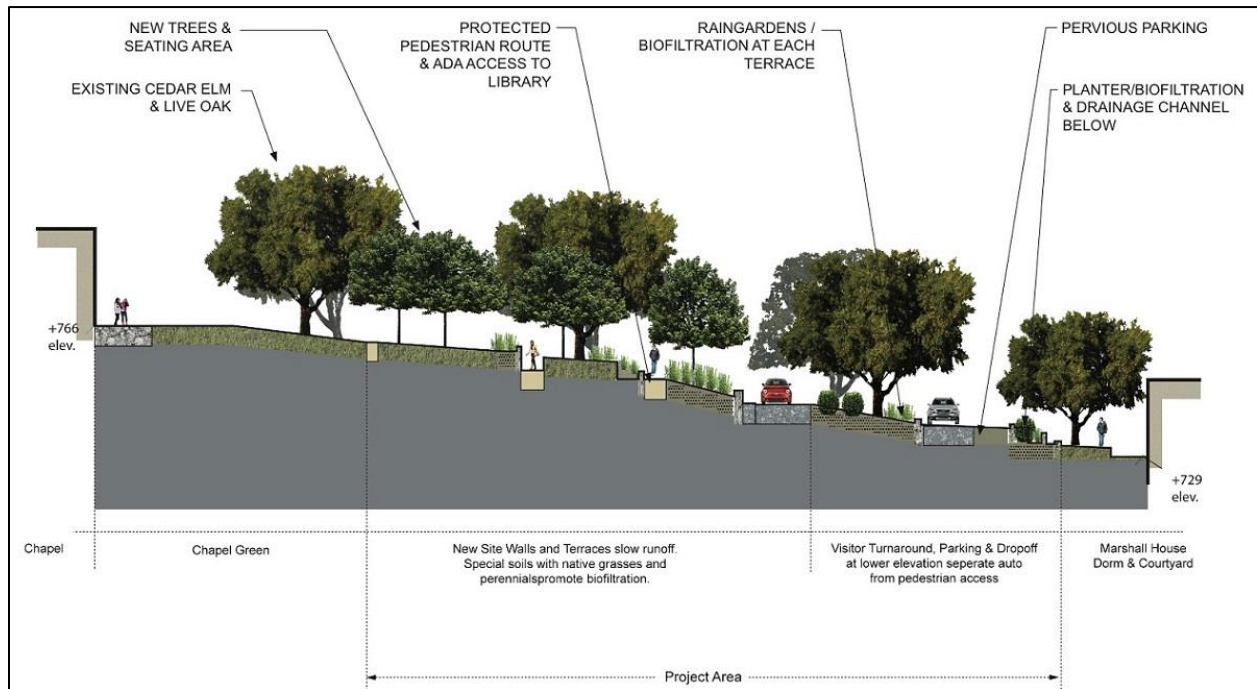 NEW TREES &
SEATING AREA
EXISTING CEDAR ELM
& LIVE OAK
PROTECTED
PEDESTRIAN ROUTE
& ADA ACCESS TO
LIBRARY
RAINGARDENS /
BIOFILTRATION AT EACH
TERRACE
PERVIOUS PARKING
PLANTER/BIOFILTRATION
& DRAINAGE CHANNEL
BELOW
+766
elev.
+729
elev.
Chapel
Chapel Green
New Site Walls and Terraces slow runoff.
Special soils with native grasses and
perennialspromote biofiltration.
Visitor Turnaround, Parking & Dropoff
at lower elevation seperate auto
from pedestrian access
Marshall House
Dorm & Courtyard
Project Area